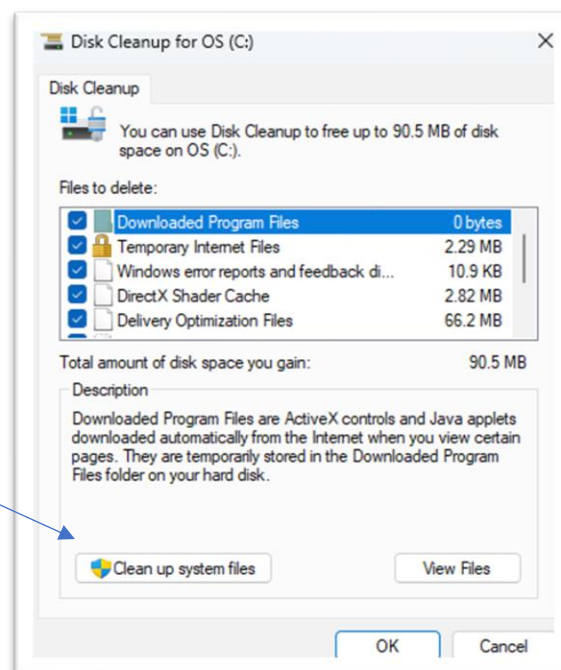 Disk Cleanup for OS (C:)
Disk Cleanup
You can use Disk Cleanup to free up to 90.5 MB of disk
space on OS (C:).
Files to delete:
Downloaded Program Files 0 bytes
Temporary Internet Files 2.29 MB
Windows error reports and feedback di... 10.9 KB
DirectX Shader Cache 2.82 MB
Delivery Optimization Files 66.2 MB
Total amount of disk space you gain: 90.5 MB
Description
Downloaded Program Files are ActiveX controls and Java applets
downloaded automatically from the Internet when you view certain
pages. They are temporarily stored in the Downloaded Program
Files folder on your hard disk.
Clean up system files View Files
OK Cancel